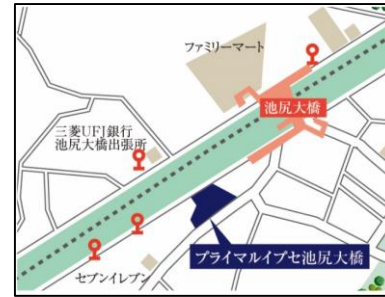 ファミリーマート
池尻大橋
三菱UFJ銀行
池尻大橋出張所
プライマルイプセ池尻大橋
セブンイレブン